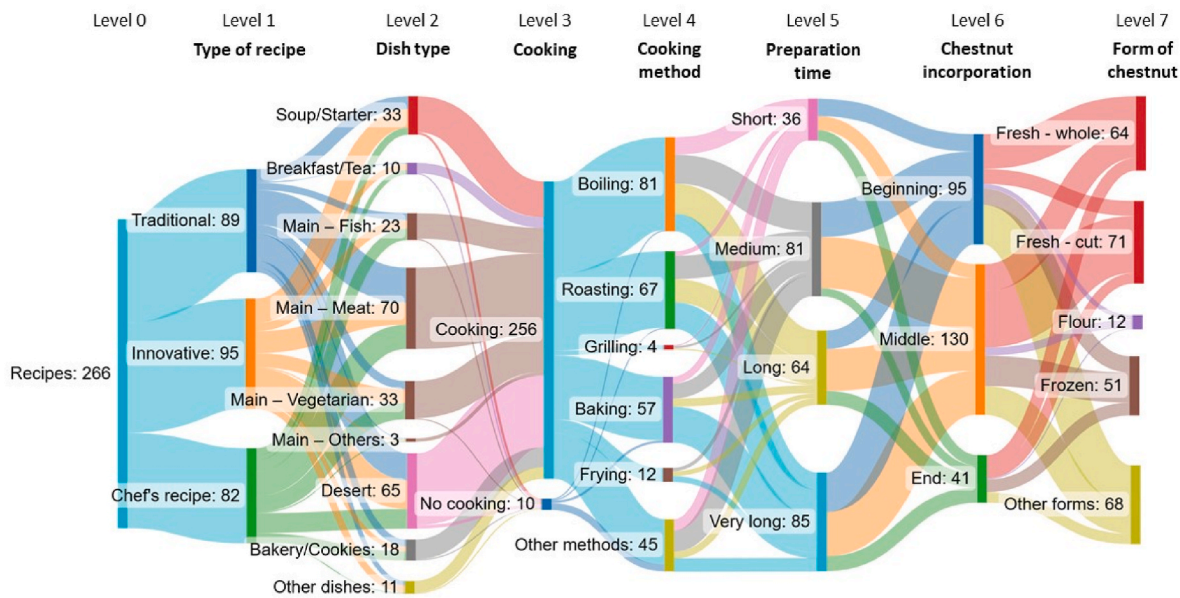 Level 0
Level 1
Level 2
Level 3
Level 4
Level 5
Level 6
Level 7
Type of recipe
Dish type
Cooking
Cooking
method
Preparation
time
Chestnut
incorporation
Form of
chestnut
Recipes: 266
Traditional: 89
Innovative: 95
Chef's recipe: 82
Soup/Starter: 33
Breakfast/Tea: 10
Main – Fish: 23
Main – Meat: 70
Main – Vegetarian: 33
Main – Others: 3
Desert: 65
Bakery/Cookies: 18
Other dishes: 11
Cooking: 256
No cooking: 10
Boiling: 81
Roasting: 67
Grilling: 4
Baking: 57
Frying: 12
Other methods: 45
Short: 36
Medium: 81
Long: 64
Very long: 85
Beginning: 95
Middle: 130
End: 41
Fresh - whole: 64
Fresh - cut: 71
Flour: 12
Frozen: 51
Other forms: 68